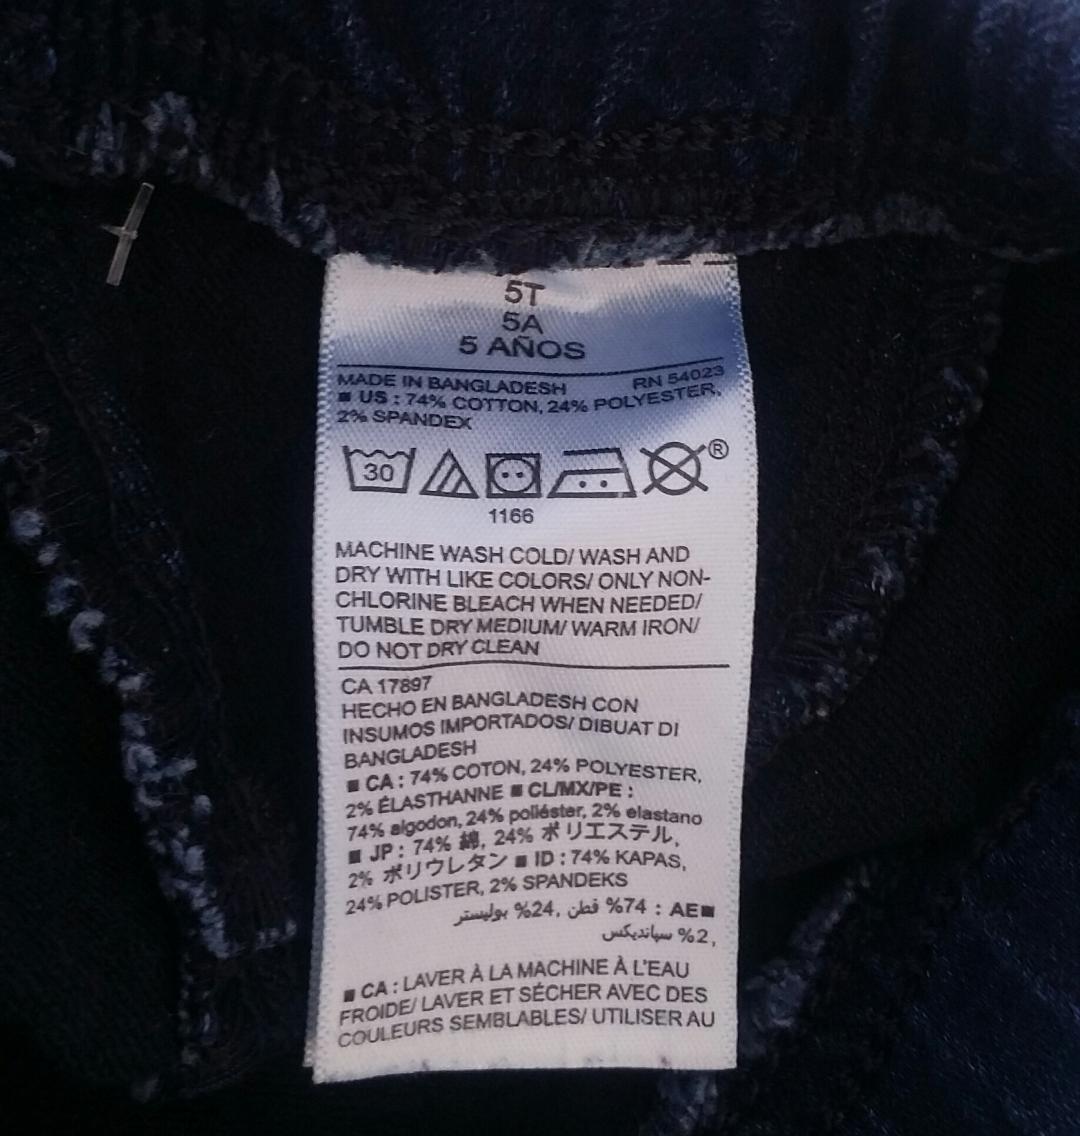 5T
5A
5 AÑOS
MADE IN BANGLADESH RN 54023
■ US : 74% COTTON, 24% POLYESTER,
2% SPANDEX
30 ®
1166
MACHINE WASH COLD/ WASH AND
DRY WITH LIKE COLORS/ ONLY NON-
CHLORINE BLEACH WHEN NEEDED/
TUMBLE DRY MEDIUM/ WARM IRON/
DO NOT DRY CLEAN
CA 17897
HECHO EN BANGLADESH CON
INSUMOS IMPORTADOS/ DIBUAT DI
BANGLADESH
■ CA : 74% COTON, 24% POLYESTER,
2% ÉLASTHANNE ■ CL/MX/PE :
74% algodon, 24% poliéster, 2% elastano
■ JP : 74% 綿, 24% ポリエステル,
2% ポリウレタン ■ ID : 74% KAPAS,
24% POLISTER, 2% SPANDEKS
■AE : 74% قطن, 24% بوليستر
,2% سباندیکس
■ CA : LAVER À LA MACHINE À L'EAU
FROIDE/ LAVER ET SÉCHER AVEC DES
COULEURS SEMBLABLES/ UTILISER AU